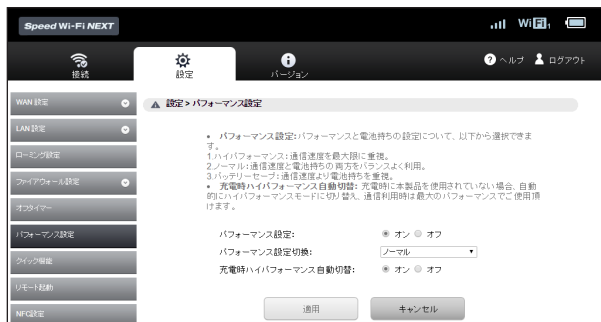 Speed Wi-Fi NEXT
WiFi 1
接続
設定
バージョン
ヘルプ ログアウト
WAN 設定
LAN 設定
ローミング設定
ファイアウォール設定
オフタイマー
パフォーマンス設定
クイック機能
リモート起動
NFC設定
設定 > パフォーマンス設定
• パフォーマンス設定:パフォーマンスと電池持ちの設定について、以下から選択できま
す。
1.ハイパフォーマンス:通信速度を最大限に重視。
2.ノーマル:通信速度と電池持ちの両方をバランスよく利用。
3.バッテリーセーブ:通信速度より電池持ちを重視。
• 充電時ハイパフォーマンス自動切替: 充電時に本製品を使用されていない場合、自動
的にハイパフォーマンスモードに切り替え、通信利用時は最大のパフォーマンスでご使用頂
けます。
パフォーマンス設定: オン オフ
パフォーマンス設定切換: ノーマル
充電時ハイパフォーマンス自動切替: オン オフ
適用 キャンセル